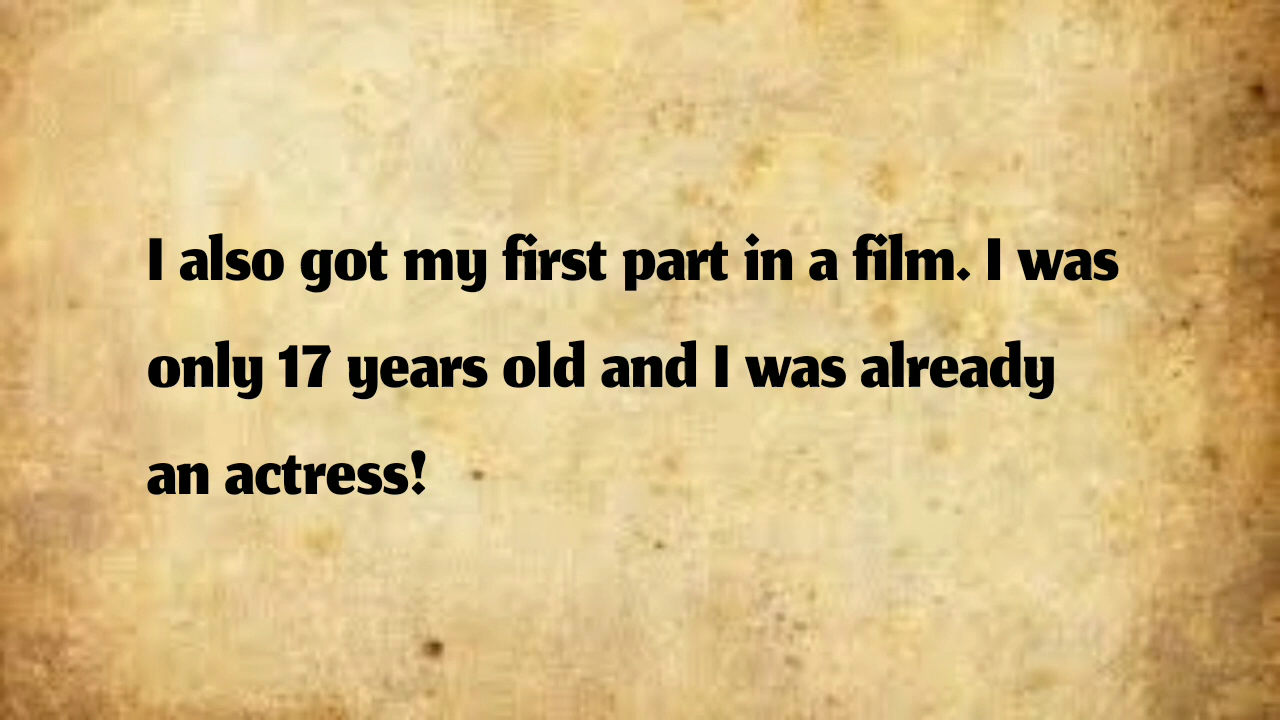 I also got my first part in a film. I was
only 17 years old and I was already
an actress!